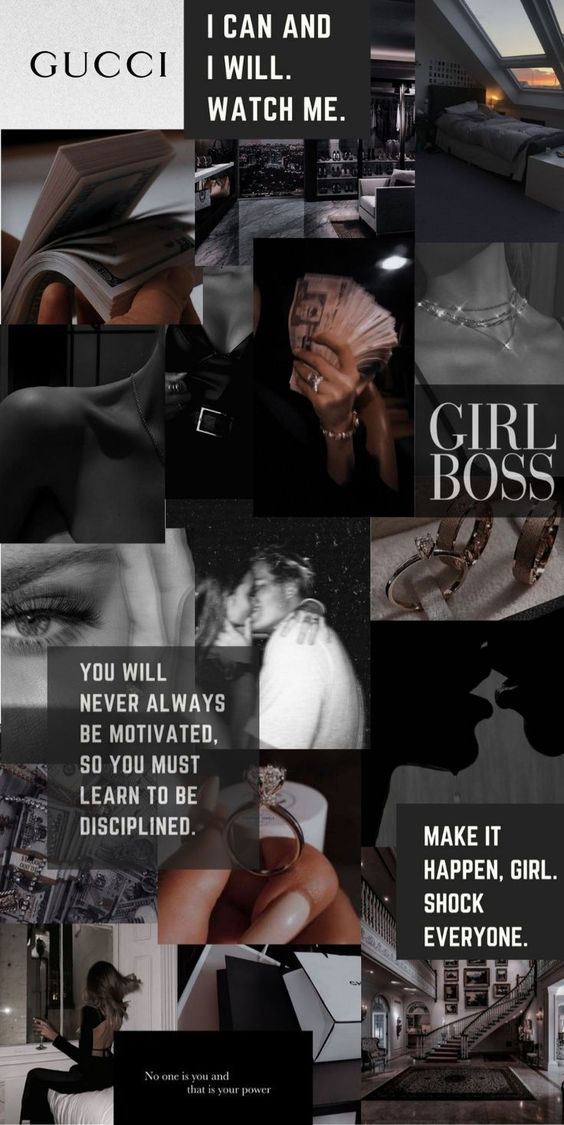 GUCCI
I CAN AND
I WILL.
WATCH ME.
GIRL
BOSS
YOU WILL
NEVER ALWAYS
BE MOTIVATED,
SO YOU MUST
LEARN TO BE
DISCIPLINED.
MAKE IT
HAPPEN, GIRL.
SHOCK
EVERYONE.
No one is you and
that is your power